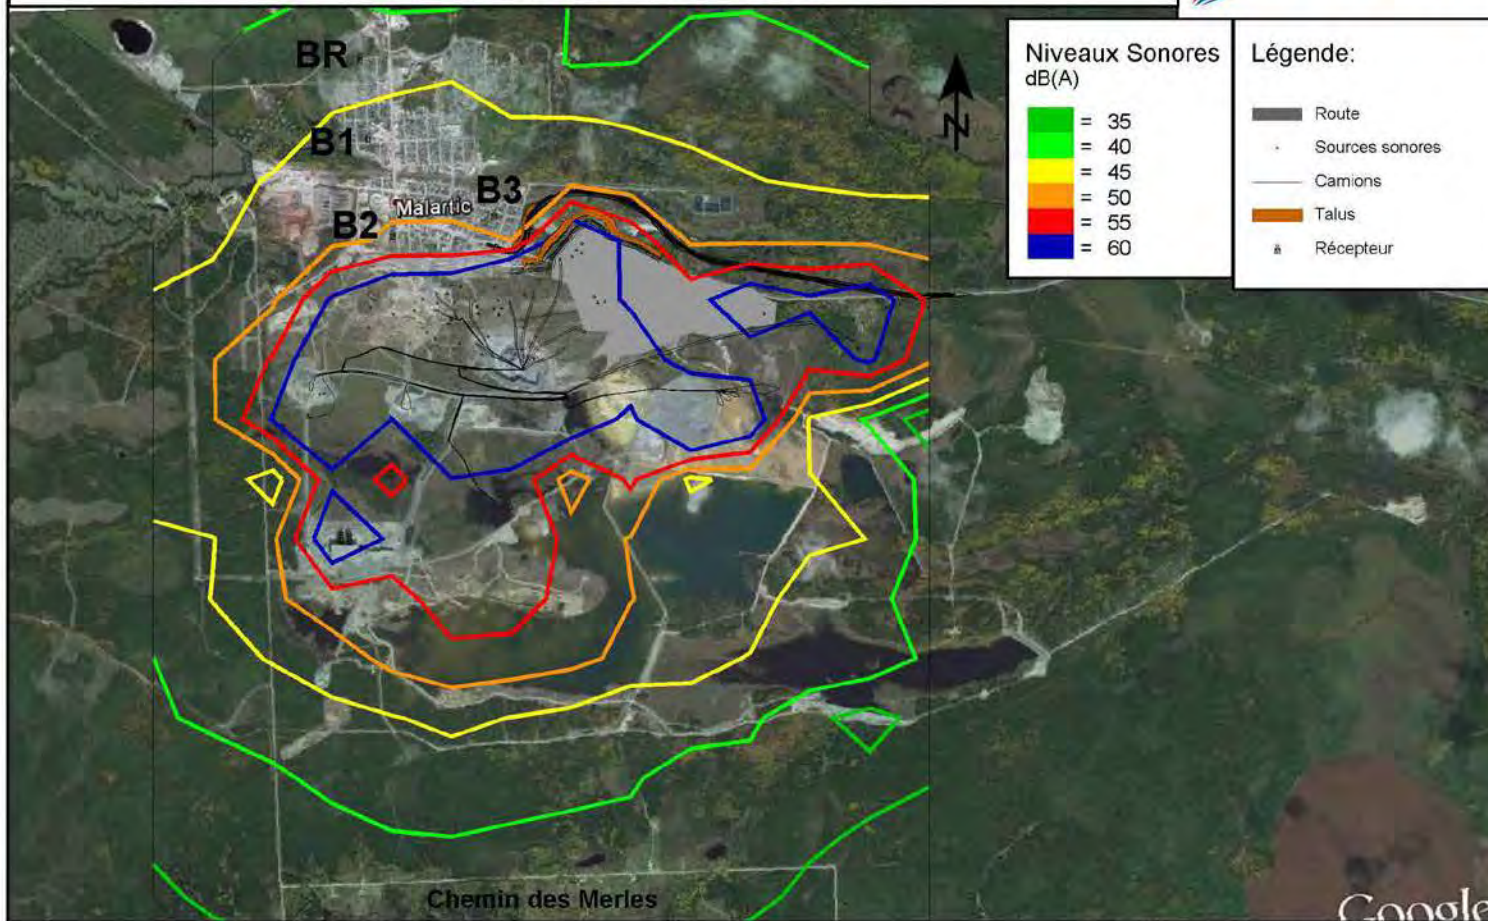 BR
B1
B3
B2
Malartic
N
Niveaux Sonores
dB(A)
= 35
= 40
= 45
= 50
= 55
= 60
Légende:
Route
Sources sonores
Camions
Talus
Récepteur
Chemin des Merles
Google